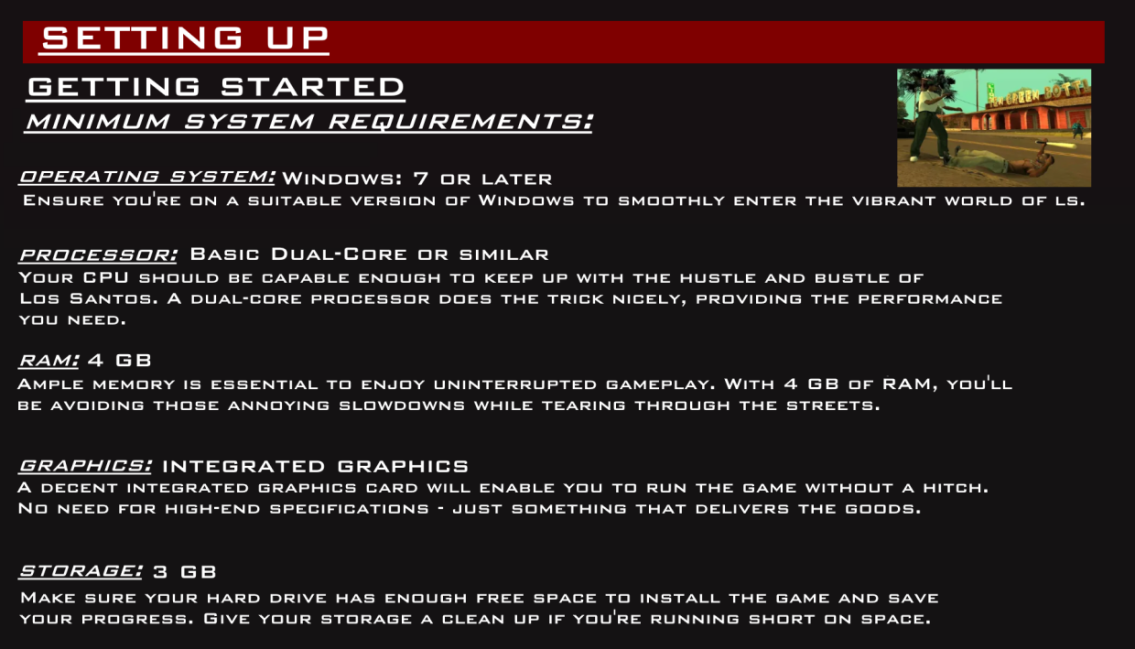 SETTING UP
GETTING STARTED
MINIMUM SYSTEM REQUIREMENTS:
OPERATING SYSTEM: WINDOWS: 7 OR LATER
ENSURE YOU'RE ON A SUITABLE VERSION OF WINDOWS TO SMOOTHLY ENTER THE VIBRANT WORLD OF LS.
PROCESSOR: BASIC DUAL-CORE OR SIMILAR
YOUR CPU SHOULD BE CAPABLE ENOUGH TO KEEP UP WITH THE HUSTLE AND BUSTLE OF
LOS SANTOS. A DUAL-CORE PROCESSOR DOES THE TRICK NICELY, PROVIDING THE PERFORMANCE
YOU NEED.
RAM: 4 GB
AMPLE MEMORY IS ESSENTIAL TO ENJOY UNINTERRUPTED GAMEPLAY. WITH 4 GB OF RAM, YOU'LL
BE AVOIDING THOSE ANNOYING SLOWDOWNS WHILE TEARING THROUGH THE STREETS.
GRAPHICS: INTEGRATED GRAPHICS
A DECENT INTEGRATED GRAPHICS CARD WILL ENABLE YOU TO RUN THE GAME WITHOUT A HITCH.
NO NEED FOR HIGH-END SPECIFICATIONS - JUST SOMETHING THAT DELIVERS THE GOODS.
STORAGE: 3 GB
MAKE SURE YOUR HARD DRIVE HAS ENOUGH FREE SPACE TO INSTALL THE GAME AND SAVE
YOUR PROGRESS. GIVE YOUR STORAGE A CLEAN UP IF YOU'RE RUNNING SHORT ON SPACE.